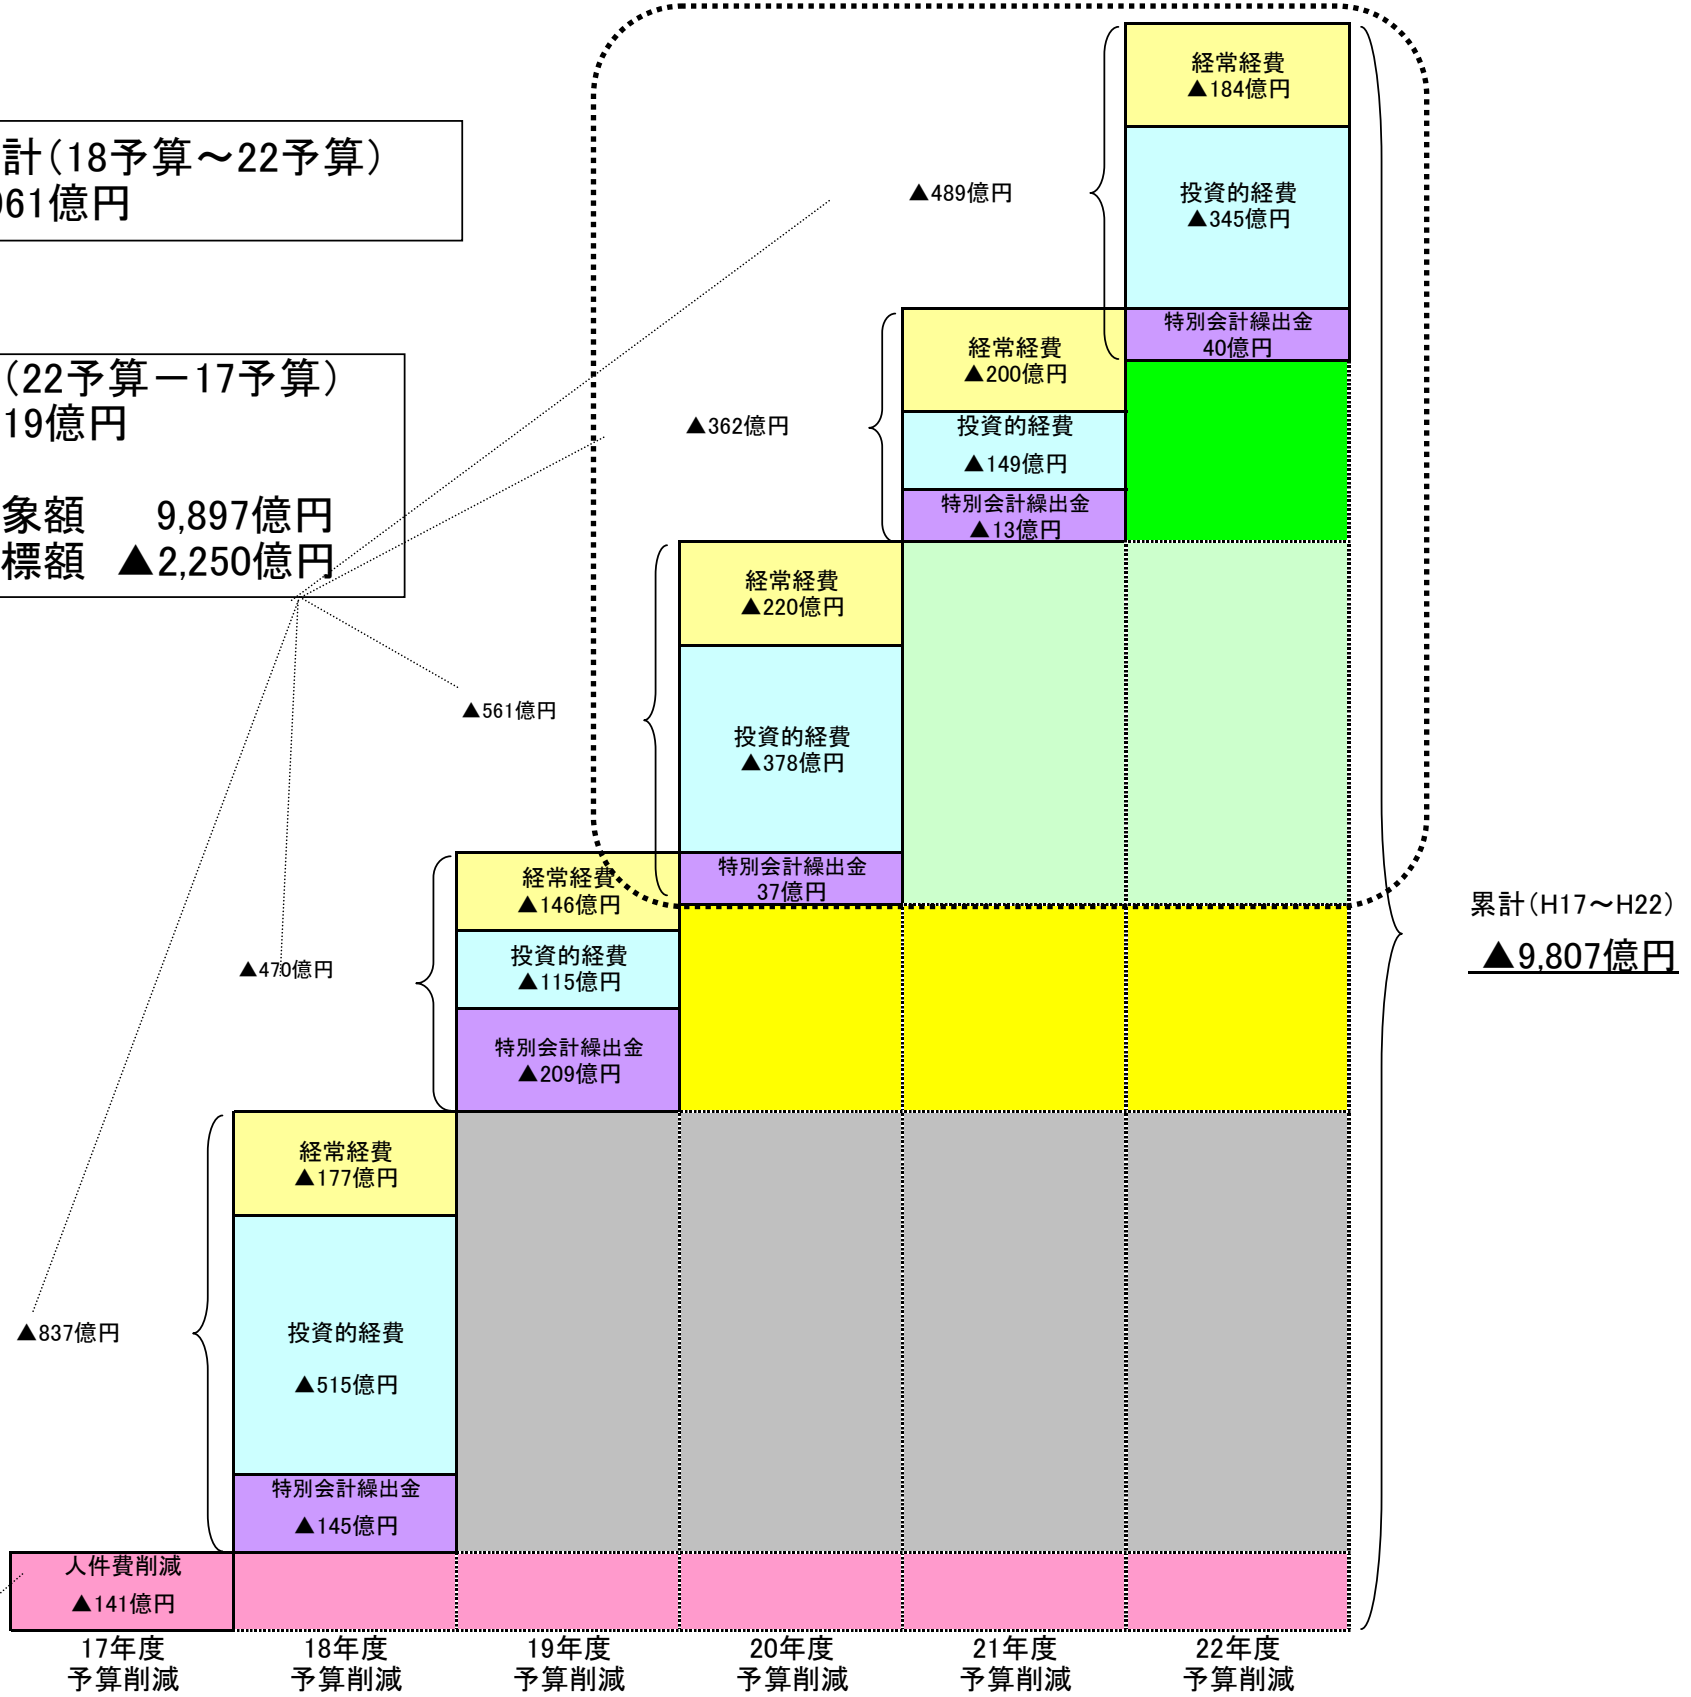 計（18予算～22予算）
961億円
（22予算－17予算）
19億円
象額　9,897億円
標額　▲2,250億円
経常経費
▲184億円
投資的経費
▲345億円
特別会計繰出金
40億円
▲489億円
経常経費
▲200億円
投資的経費
▲149億円
特別会計繰出金
▲13億円
▲362億円
経常経費
▲220億円
投資的経費
▲378億円
特別会計繰出金
37億円
▲561億円
経常経費
▲146億円
投資的経費
▲115億円
特別会計繰出金
▲209億円
▲470億円
経常経費
▲177億円
投資的経費
▲515億円
特別会計繰出金
▲145億円
▲837億円
人件費削減
▲141億円
累計（H17～H22）
▲9,807億円
17年度
予算削減
18年度
予算削減
19年度
予算削減
20年度
予算削減
21年度
予算削減
22年度
予算削減